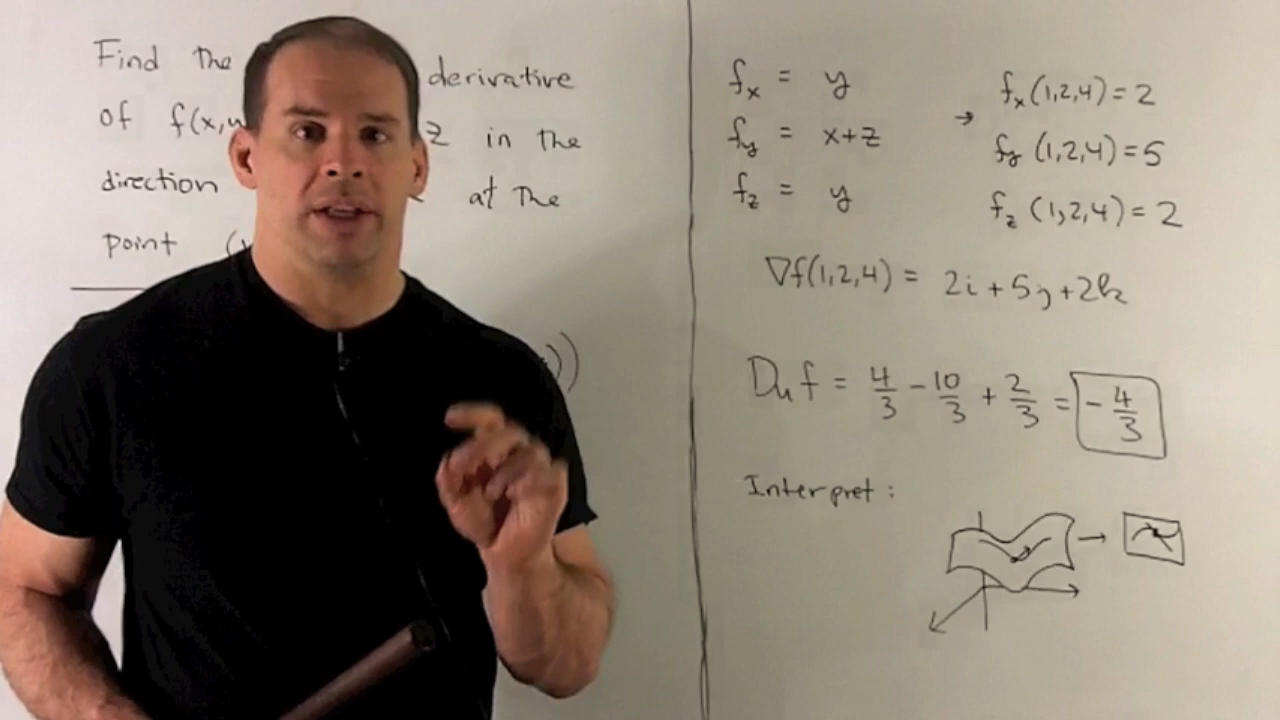 Find the derivative
of f(x,y z in the
direction at the
point (
))
f_x = y
f_y = x+z
f_z = y
→ f_x(1,2,4) = 2
f_y (1,2,4) = 5
f_z (1,2,4) = 2
∇f(1,2,4) = 2i + 5j + 2k
D_u f = 4/3 - 10/3 + 2/3 = - 4/3
Interpret :